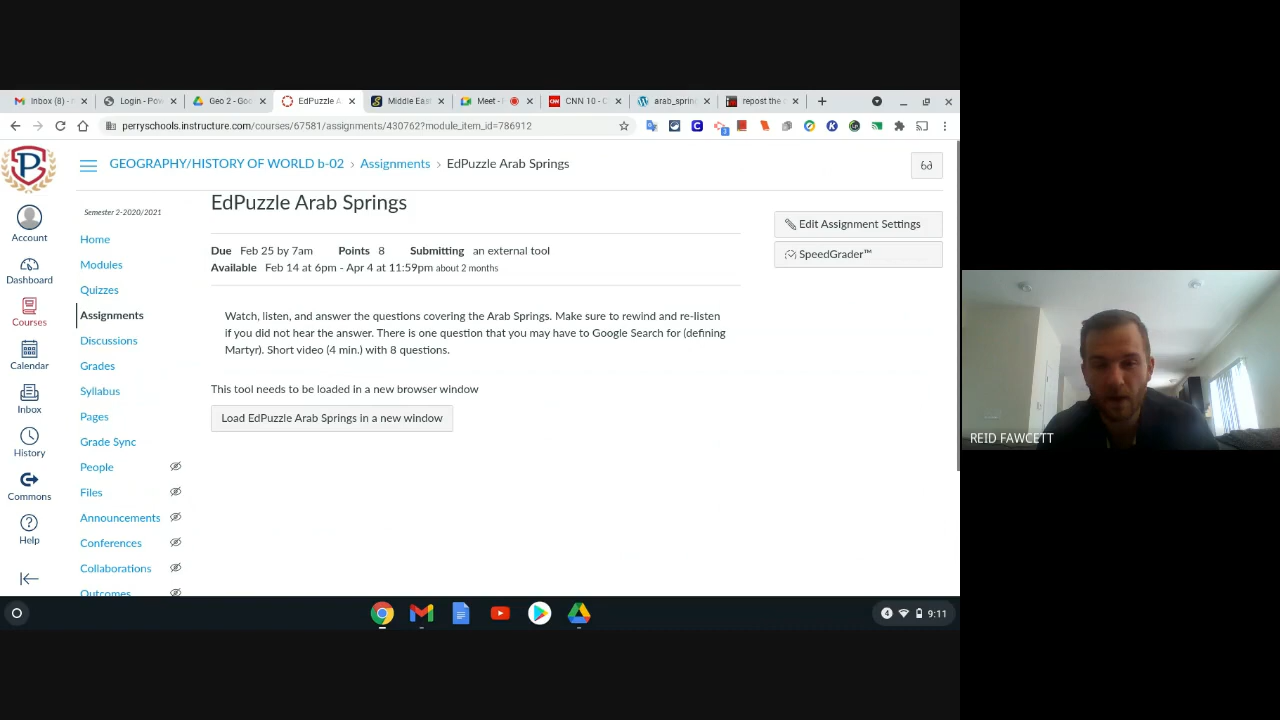 Inbox (8) -
Login - Pow
Geo 2 - Goo
EdPuzzle A
Middle East
Meet -
CNN 10 - C
arab_spring
repost the
perryschools.instructure.com/courses/67581/assignments/430762?module_item_id=786912
GEOGRAPHY/HISTORY OF WORLD b-02 > Assignments > EdPuzzle Arab Springs
Account
Dashboard
Courses
Calendar
Inbox
History
Commons
Help
Semester 2-2020/2021
Home
Modules
Quizzes
Assignments
Discussions
Grades
Syllabus
Pages
Grade Sync
People
Files
Announcements
Conferences
Collaborations
Outcomes
EdPuzzle Arab Springs
Due Feb 25 by 7am Points 8 Submitting an external tool
Available Feb 14 at 6pm - Apr 4 at 11:59pm about 2 months
Watch, listen, and answer the questions covering the Arab Springs. Make sure to rewind and re-listen
if you did not hear the answer. There is one question that you may have to Google Search for (defining
Martyr). Short video (4 min.) with 8 questions.
This tool needs to be loaded in a new browser window
Load EdPuzzle Arab Springs in a new window
Edit Assignment Settings
SpeedGrader™
4 9:11
REID FAWCETT